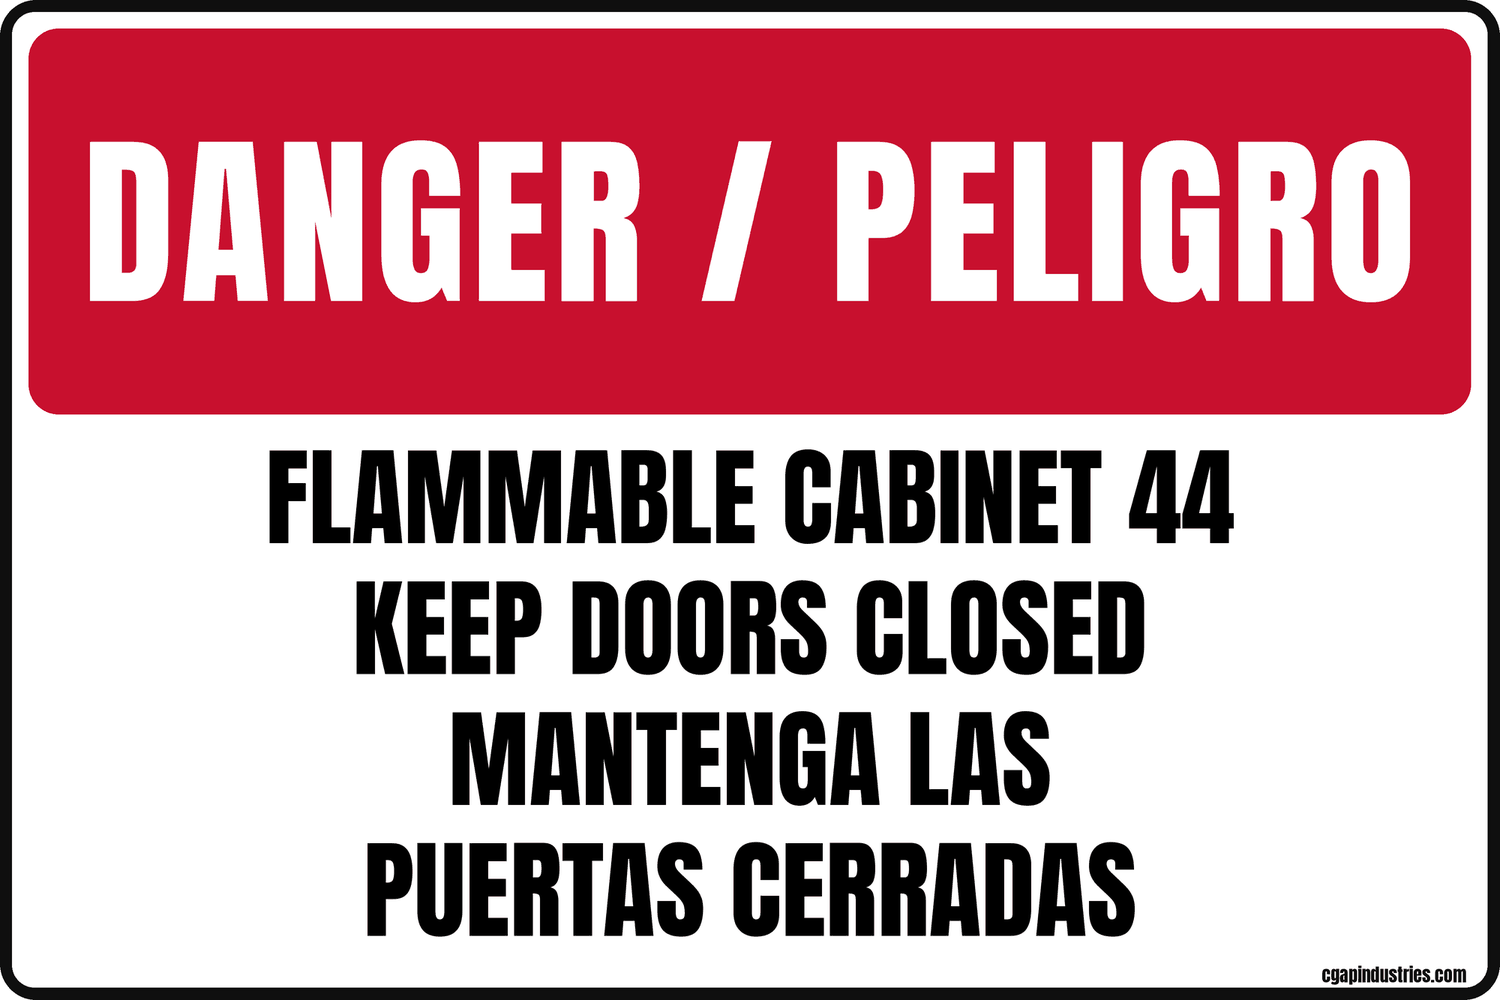 DANGER / PELIGRO
FLAMMABLE CABINET 44
KEEP DOORS CLOSED
MANTENGA LAS
PUERTAS CERRADAS
cgapindustries.com